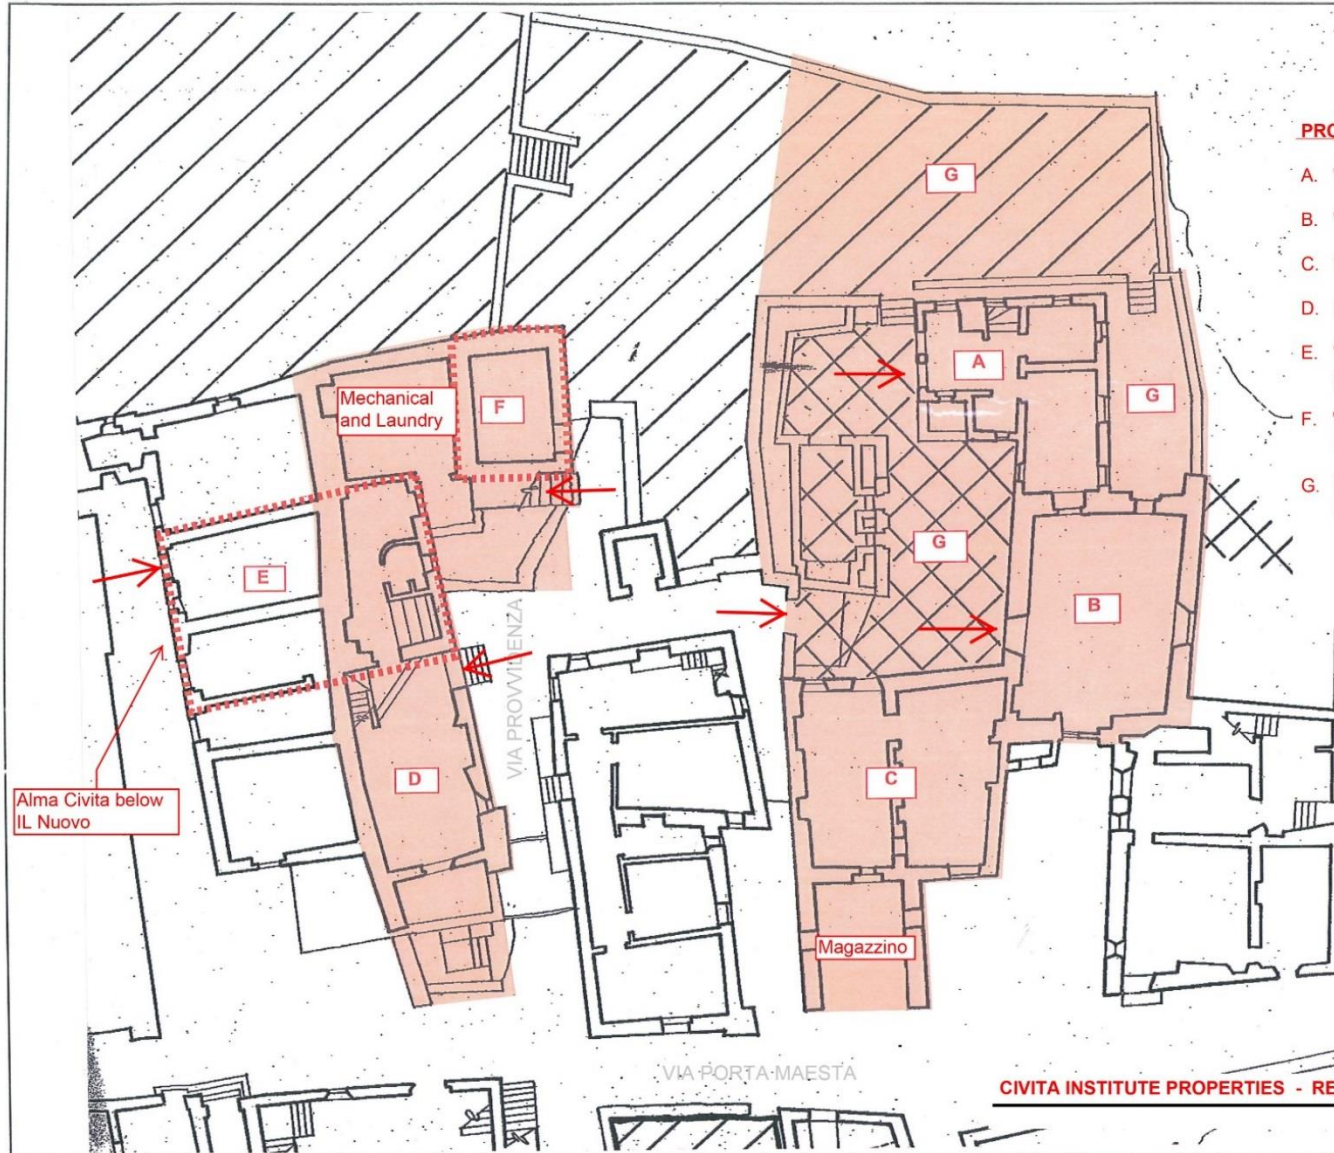 G
PRO
A.
B.
C.
D.
E.
F.
G.
A
G
Mechanical
and Laundry
F
G
E
B
VIA PROVVIDENZA
D
C
Alma Civita below
IL Nuovo
Magazzino
VIA PORTA MAESTA
CIVITA INSTITUTE PROPERTIES - RE